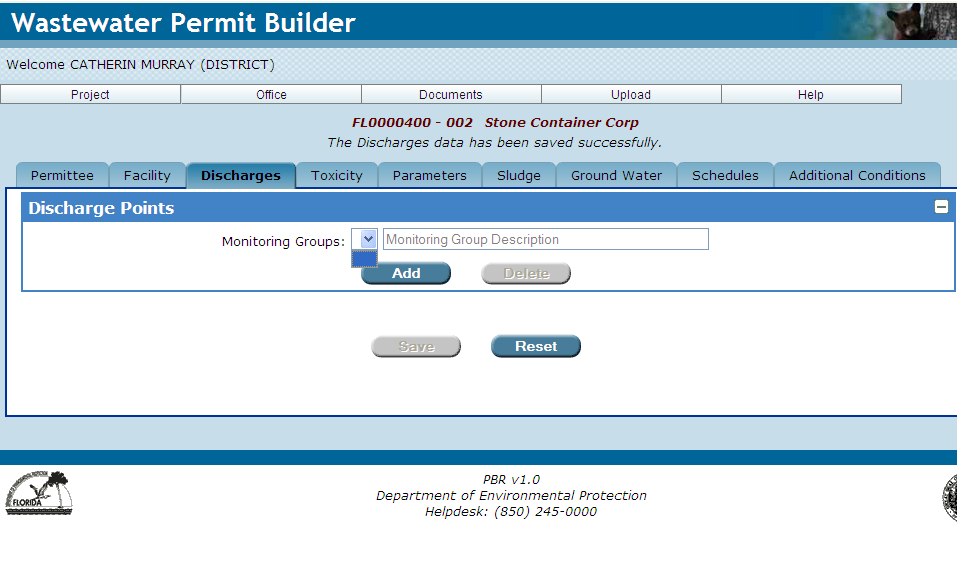 Wastewater Permit Builder
Welcome CATHERIN MURRAY (DISTRICT)
Project Office Documents Upload Help
FL0000400 - 002 Stone Container Corp
The Discharges data has been saved successfully.
Permittee Facility Discharges Toxicity Parameters Sludge Ground Water Schedules Additional Conditions
Discharge Points
Monitoring Groups: Monitoring Group Description
Add Delete
Save Reset
PBR v1.0
Department of Environmental Protection
Helpdesk: (850) 245-0000
FLORIDA